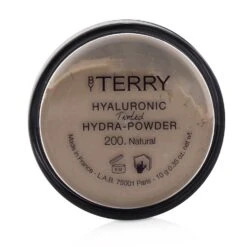 BY TERRY
HYALURONIC
Tinted
HYDRA-POWDER
200. Natural
Made in France - L.A.B. 75001 Paris - 10 g 0.35 oz. net wt.